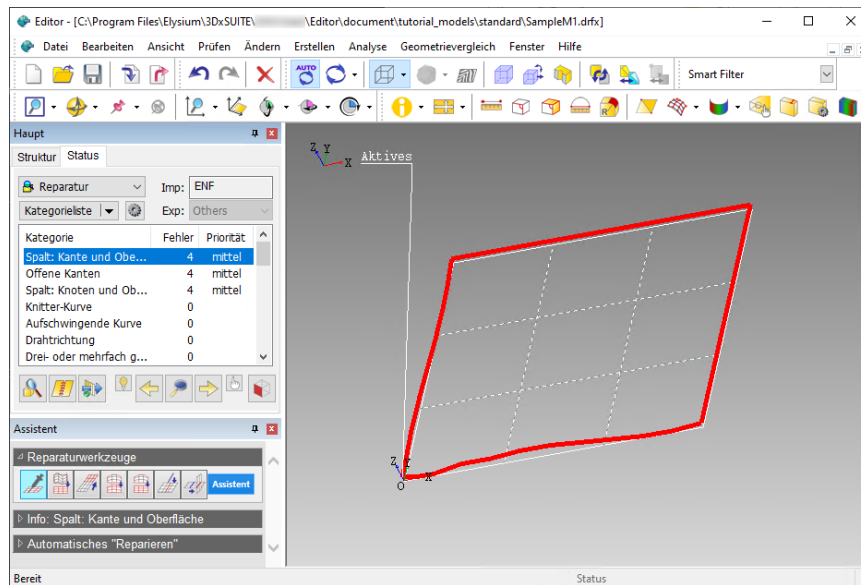 Editor - [C:\Program Files\Elysium\3DxSUITE\ \Editor\document\tutorial_models\standard\SampleM1.drfx]
Datei Bearbeiten Ansicht Prüfen Ändern Erstellen Analyse Geometrievergleich Fenster Hilfe
AUTO
Smart Filter
R
Haupt
Struktur Status
Reparatur Imp: ENF
Kategorieliste Exp: Others
Kategorie Fehler Priorität
Spalt: Kante und Obe... 4 mittel
Offene Kanten 4 mittel
Spalt: Knoten und Ob... 4 mittel
Knitter-Kurve 0
Aufschwingende Kurve 0
Drahtrichtung 0
Drei- oder mehrfach g... 0
Assistent
Reparaturwerkzeuge
Assistent
Info: Spalt: Kante und Oberfläche
Automatisches "Reparieren"
Z Y X Aktives
Z Y X
O
Bereit Status